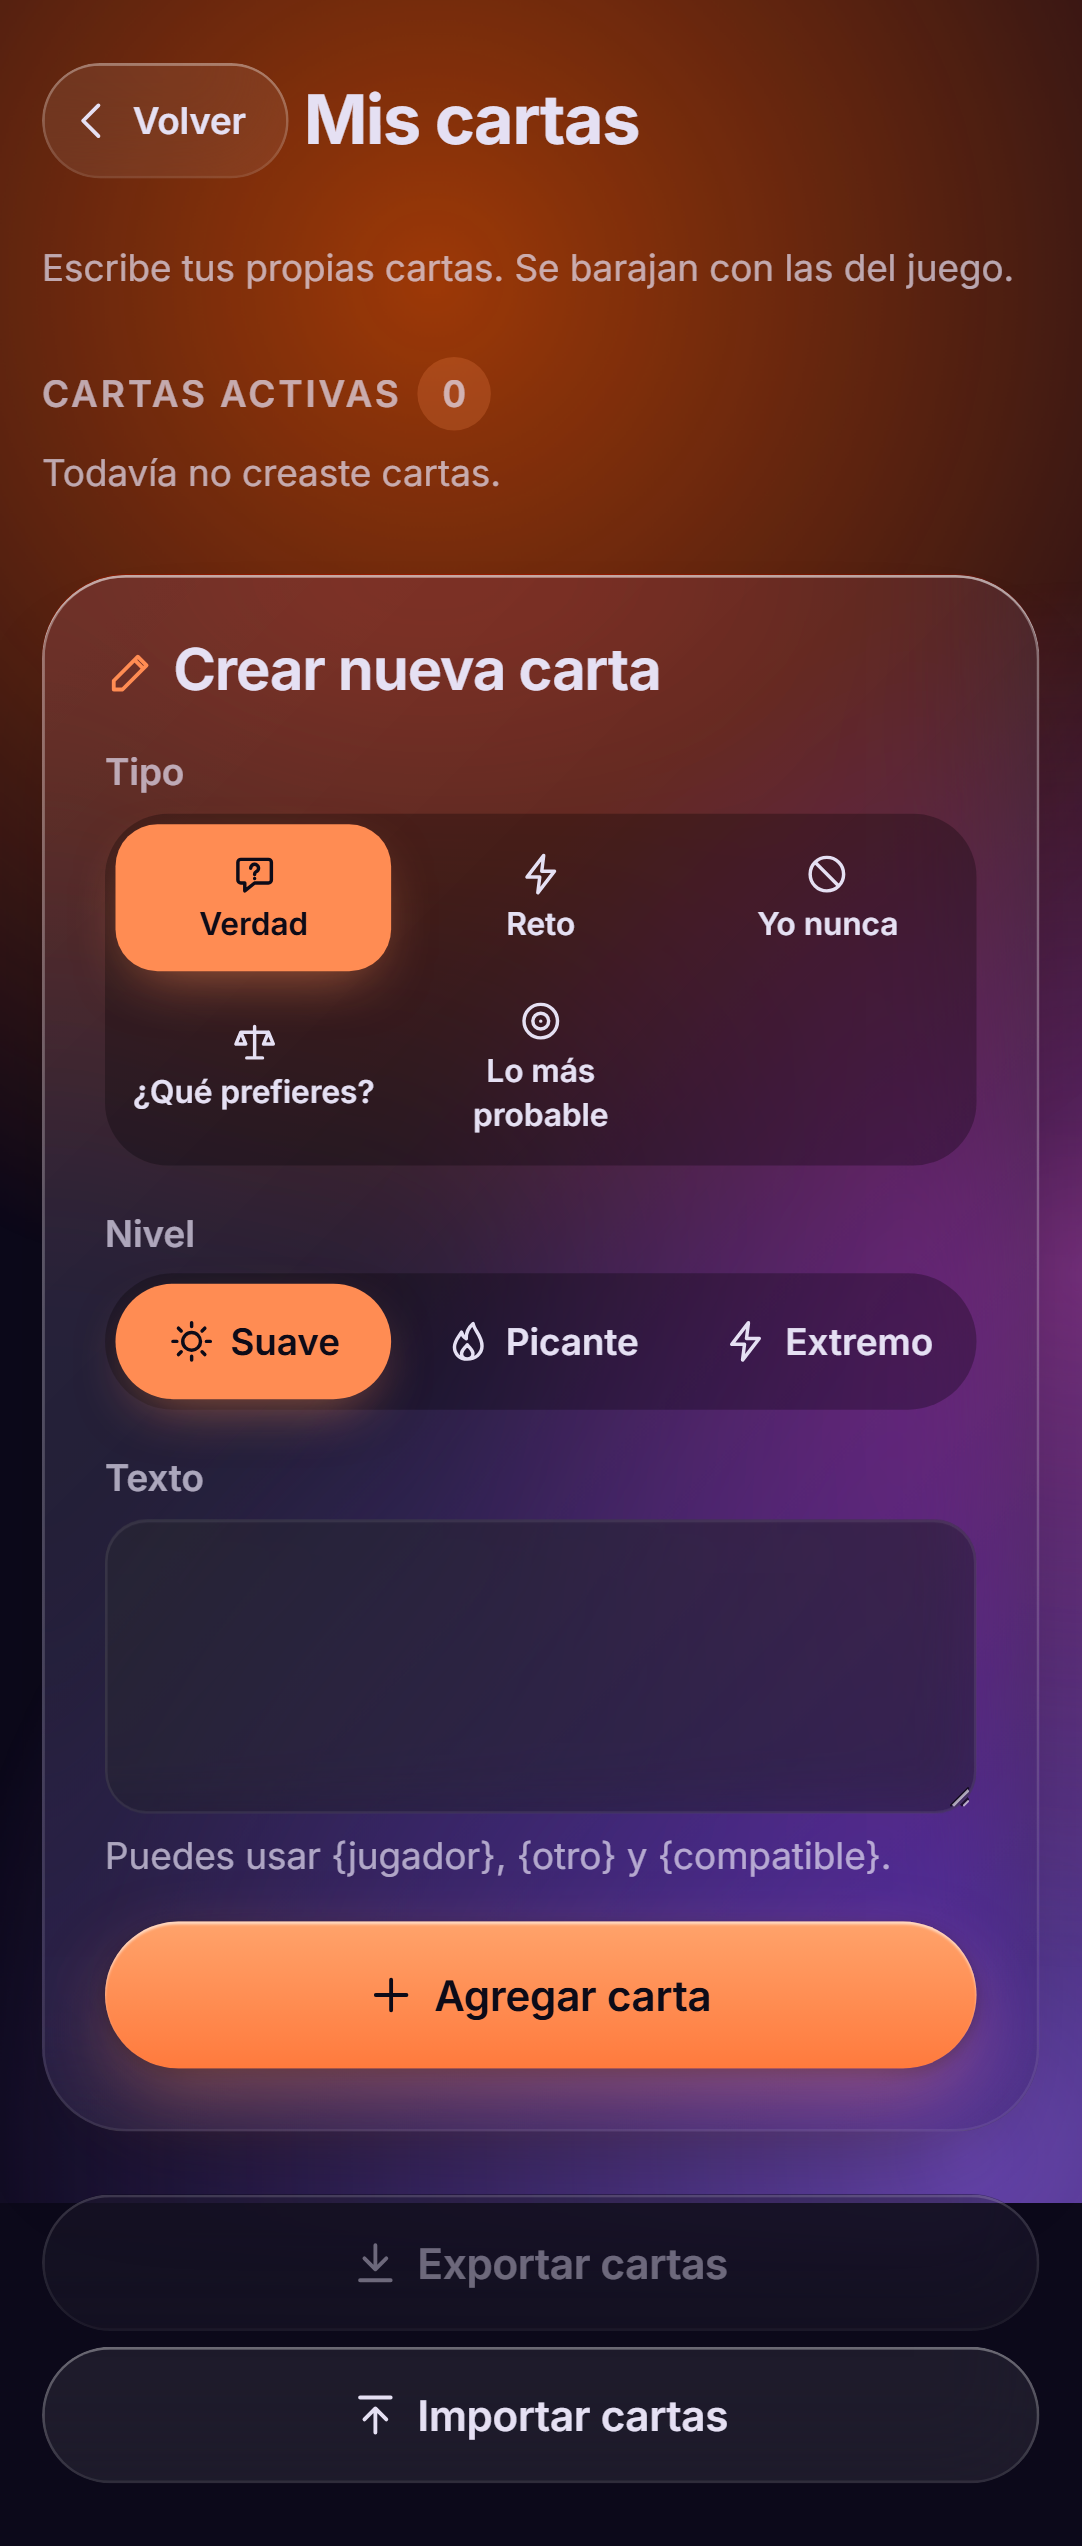 Volver
Mis cartas
Escribe tus propias cartas. Se barajan con las del juego.
CARTAS ACTIVAS 0
Todavía no creaste cartas.
Crear nueva carta
Tipo
Verdad
Reto
Yo nunca
¿Qué prefieres?
Lo más
probable
Nivel
Suave
Picante
Extremo
Texto
Puedes usar {jugador}, {otro} y {compatible}.
Agregar carta
Exportar cartas
Importar cartas